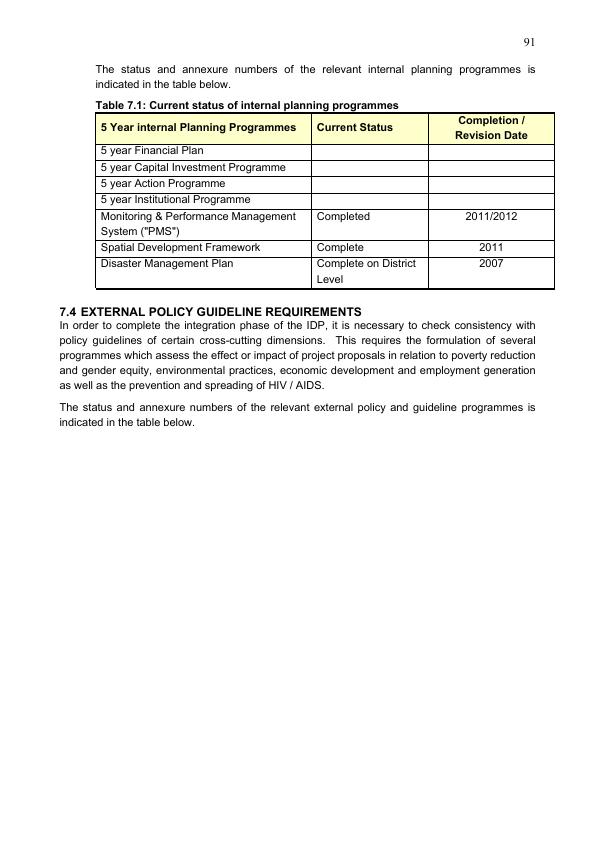 91
The status and annexure numbers of the relevant internal planning programmes is
indicated in the table below.
Table 7.1: Current status of internal planning programmes
5 Year internal Planning Programmes Current Status Completion /
Revision Date
5 year Financial Plan
5 year Capital Investment Programme
5 year Action Programme
5 year Institutional Programme
Monitoring & Performance Management Completed 2011/2012
System ("PMS")
Spatial Development Framework Complete 2011
Disaster Management Plan Complete on District 2007
Level
7.4 EXTERNAL POLICY GUIDELINE REQUIREMENTS
In order to complete the integration phase of the IDP, it is necessary to check consistency with
policy guidelines of certain cross-cutting dimensions. This requires the formulation of several
programmes which assess the effect or impact of project proposals in relation to poverty reduction
and gender equity, environmental practices, economic development and employment generation
as well as the prevention and spreading of HIV / AIDS.
The status and annexure numbers of the relevant external policy and guideline programmes is
indicated in the table below.